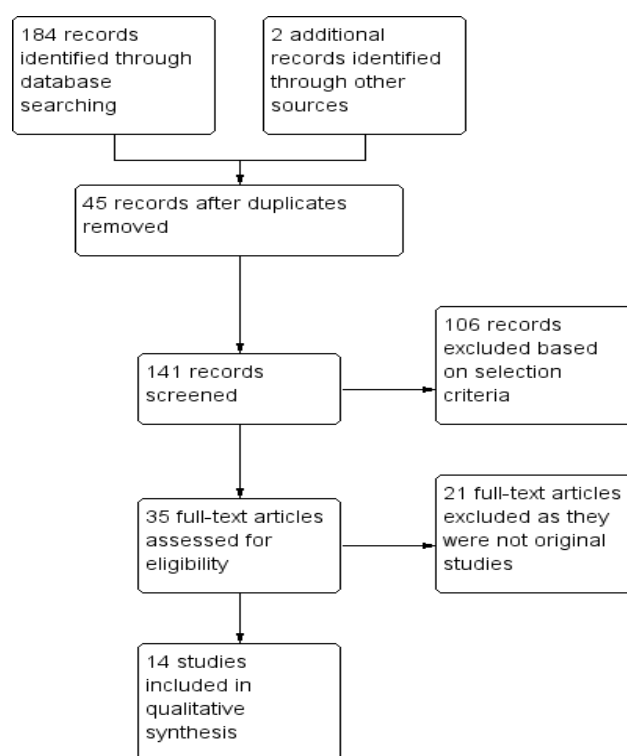 184 records
identified through
database
searching
2 additional
records identified
through other
sources
45 records after duplicates
removed
141 records
screened
106 records
excluded based
on selection
criteria
35 full-text articles
assessed for
eligibility
21 full-text articles
excluded as they
were not original
studies
14 studies
included in
qualitative
synthesis